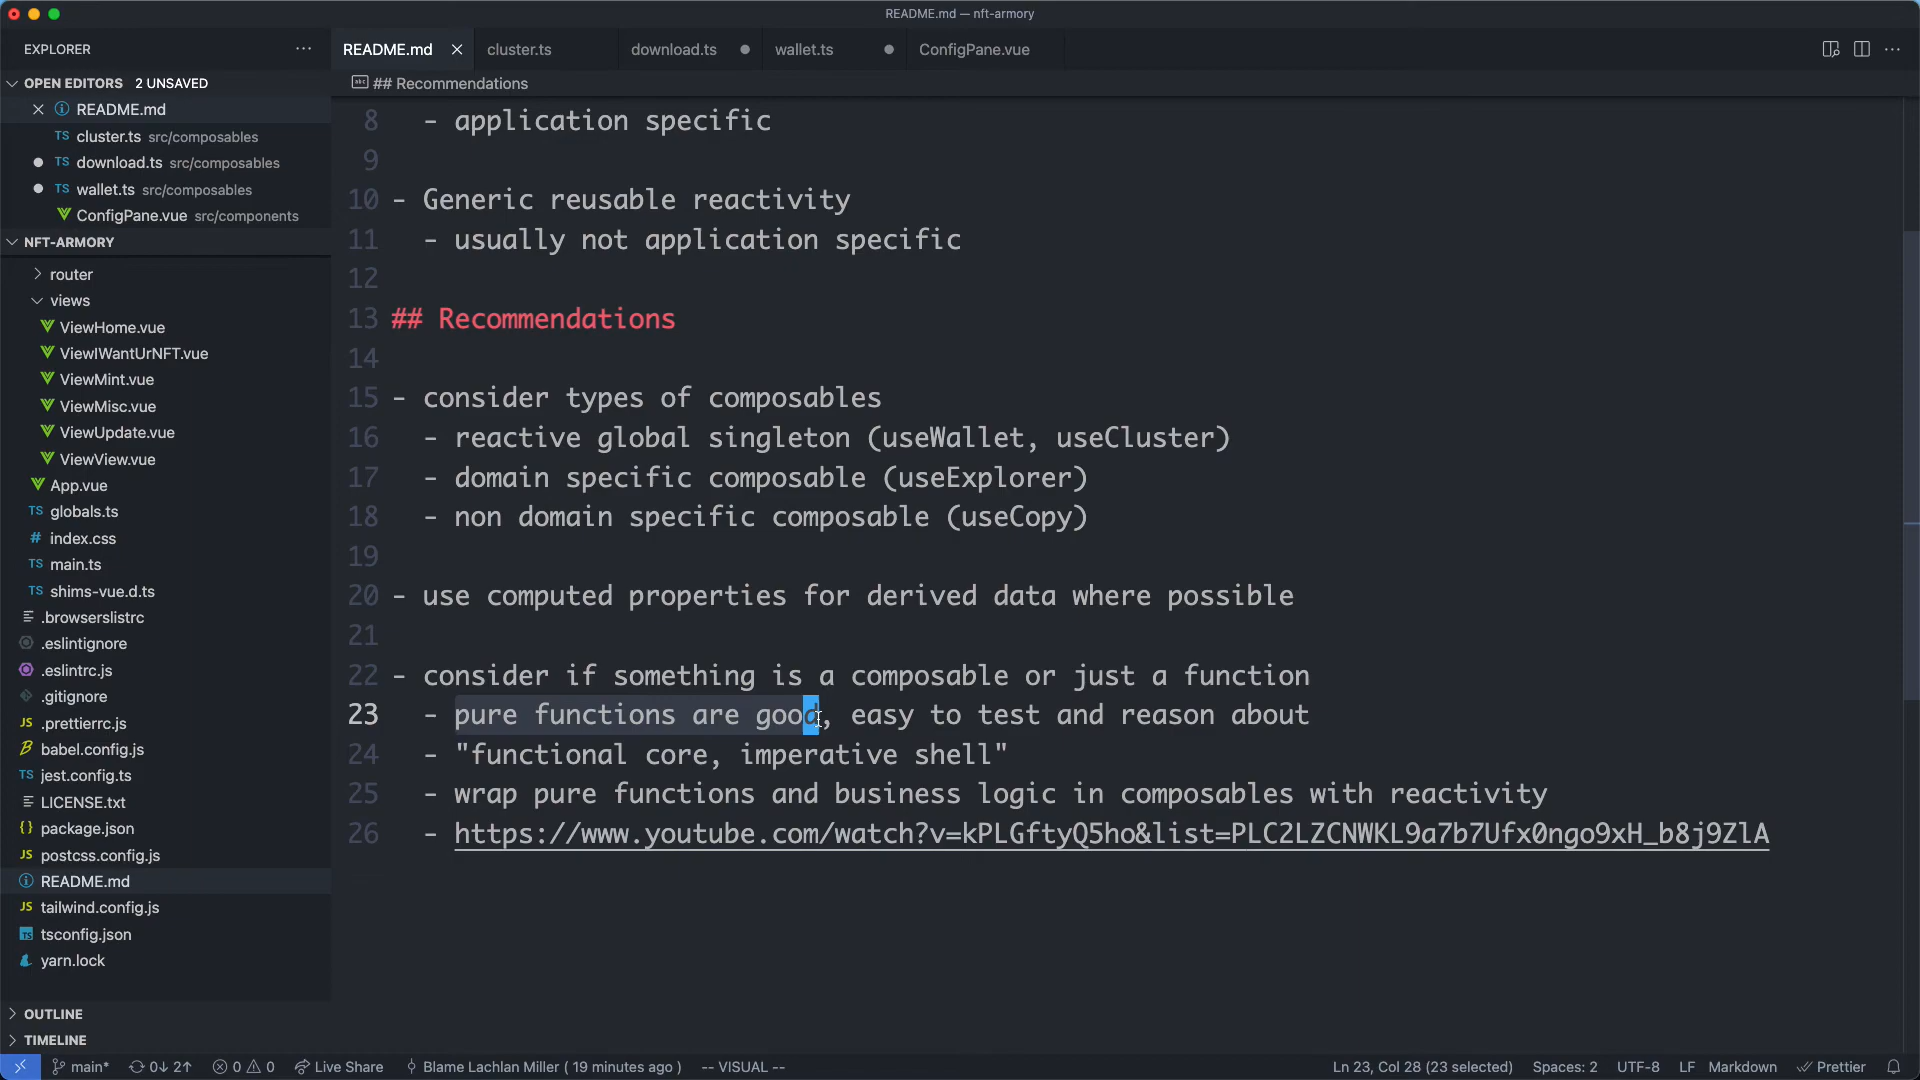 README.md — nft-armory
EXPLORER
README.md
cluster.ts
download.ts
wallet.ts
ConfigPane.vue
OPEN EDITORS 2 UNSAVED
README.md
cluster.ts src/composables
download.ts src/composables
wallet.ts src/composables
ConfigPane.vue src/components
NFT-ARMORY
router
views
ViewHome.vue
ViewIWantUrNFT.vue
ViewMint.vue
ViewMisc.vue
ViewUpdate.vue
ViewView.vue
App.vue
TS globals.ts
# index.css
TS main.ts
TS shims-vue.d.ts
.browserslistrc
.eslintignore
.eslintrc.js
.gitignore
JS .prettierrc.js
babel.config.js
TS jest.config.ts
LICENSE.txt
{} package.json
JS postcss.config.js
README.md
JS tailwind.config.js
TS tsconfig.json
yarn.lock
OUTLINE
TIMELINE
## Recommendations
8 - application specific
9
10 - Generic reusable reactivity
11 - usually not application specific
12
13 ## Recommendations
14
15 - consider types of composables
16 - reactive global singleton (useWallet, useCluster)
17 - domain specific composable (useExplorer)
18 - non domain specific composable (useCopy)
19
20 - use computed properties for derived data where possible
21
22 - consider if something is a composable or just a function
23 - pure functions are good, easy to test and reason about
24 - "functional core, imperative shell"
25 - wrap pure functions and business logic in composables with reactivity
26 - https://www.youtube.com/watch?v=kPLGftyQ5ho&list=PLC2LZCNWKL9a7b7Ufx0ngo9xH_b8j9ZlA
main* 0↓ 2↑ 0 0 Live Share Blame Lachlan Miller ( 19 minutes ago ) -- VISUAL -- Ln 23, Col 28 (23 selected) Spaces: 2 UTF-8 LF Markdown Prettier